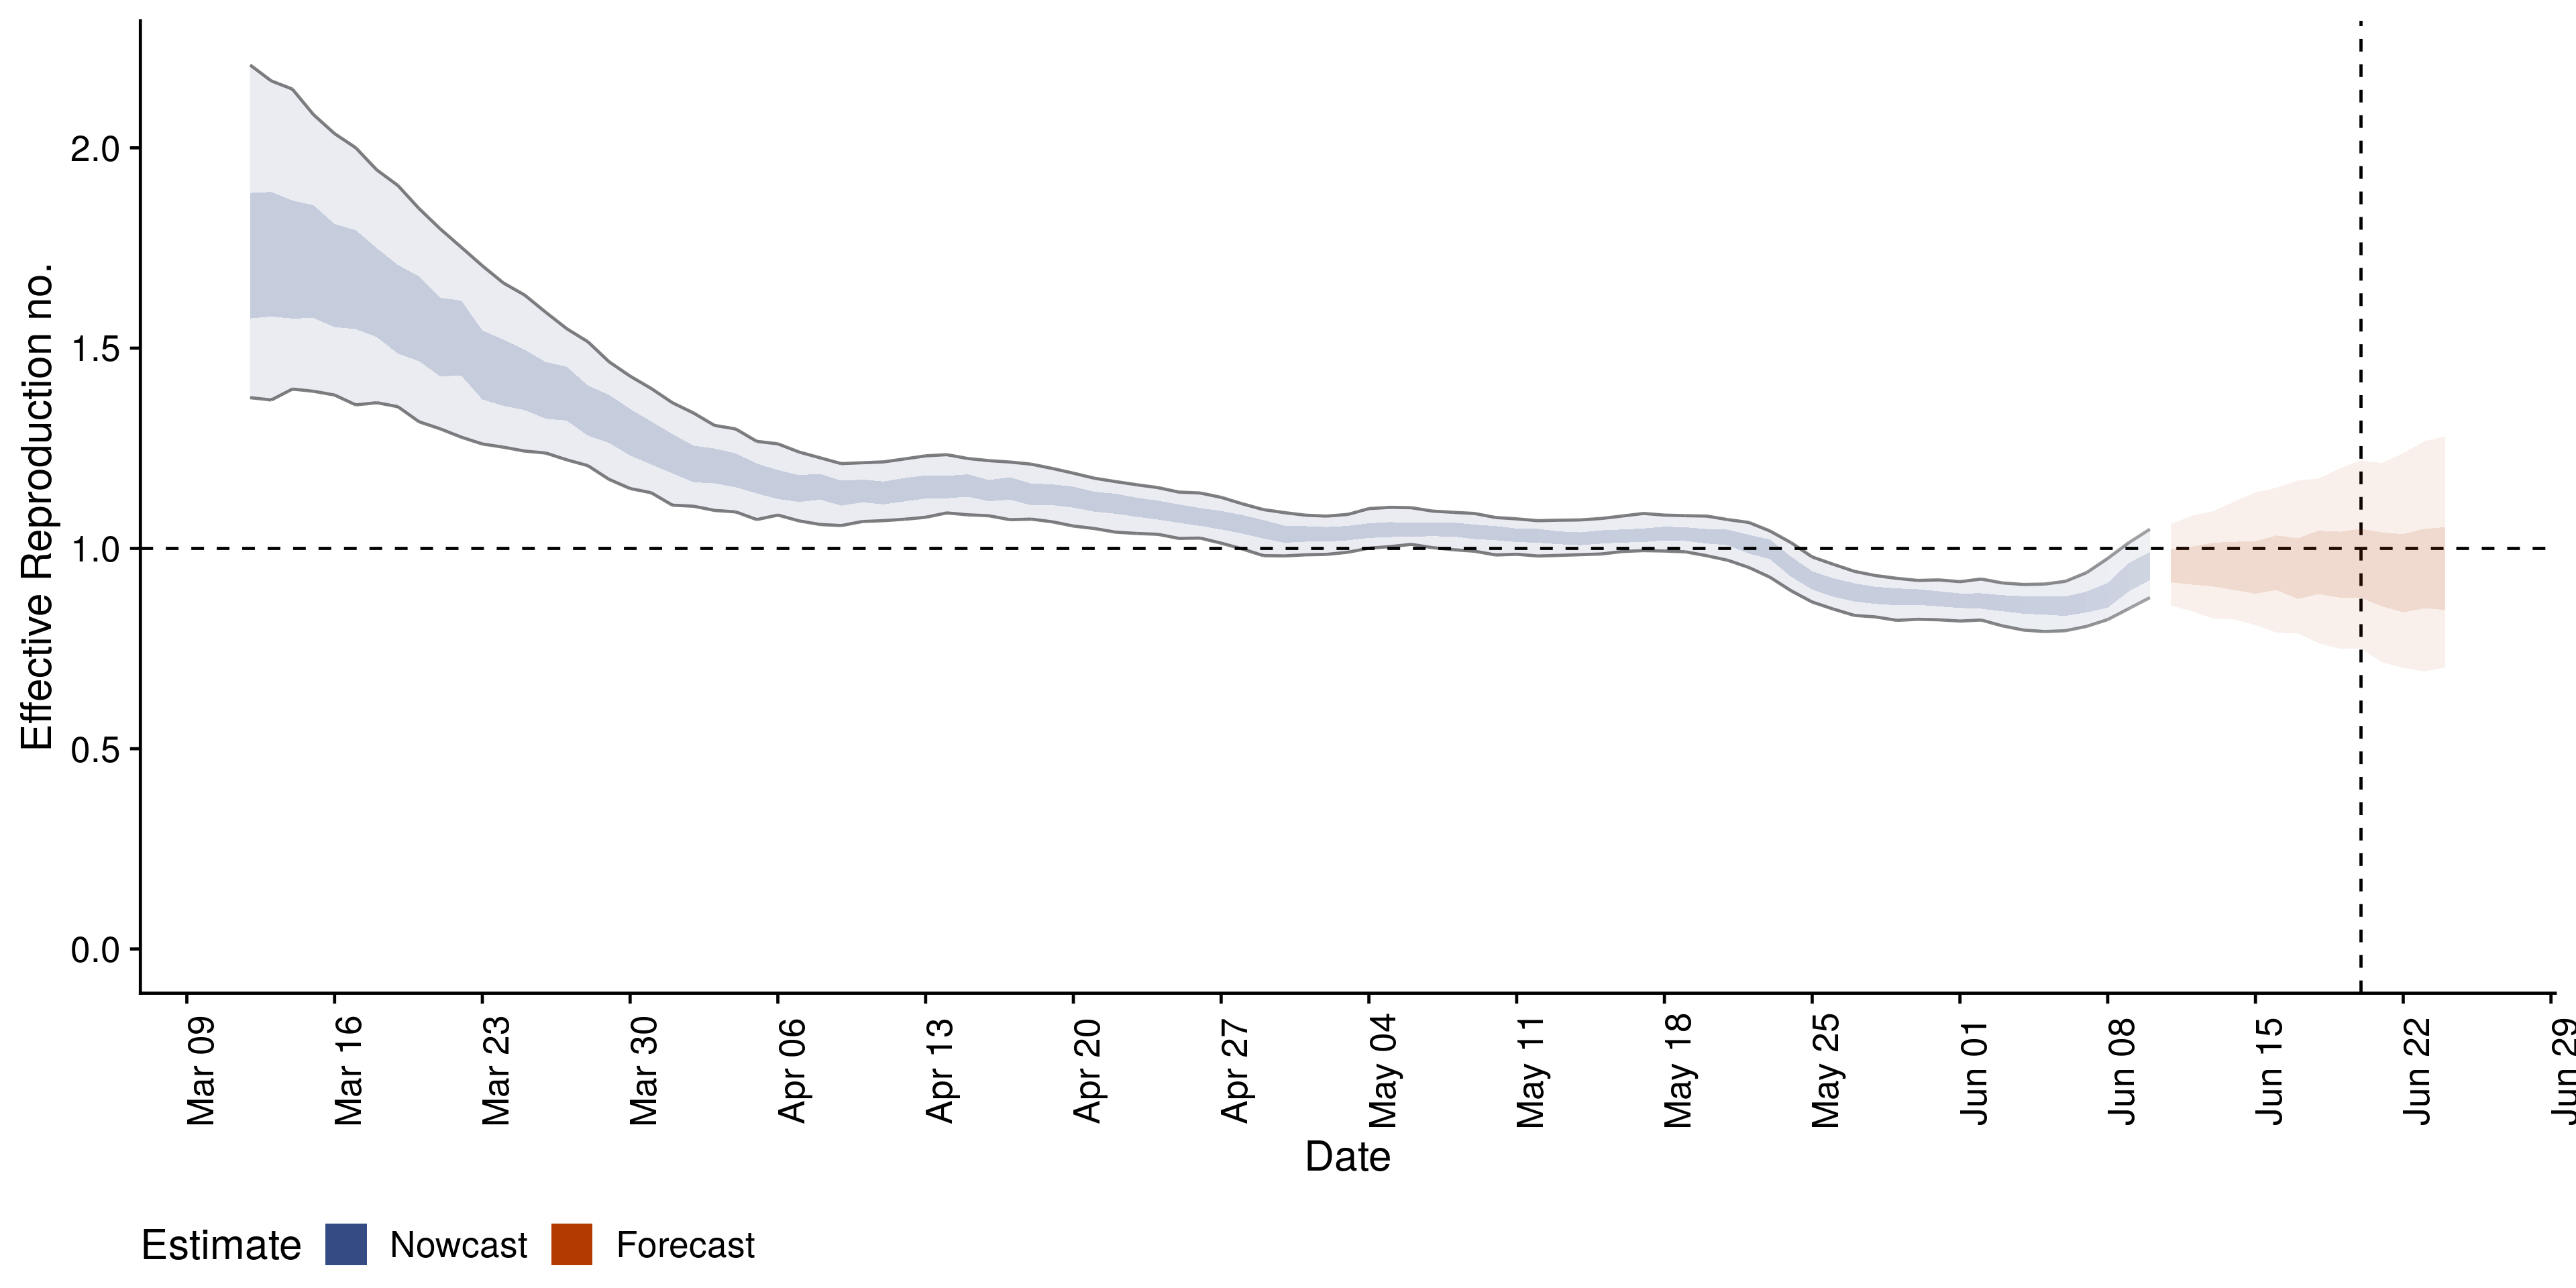 Effective Reproduction no.
2.0
1.5
1.0
0.5
0.0
Mar 09
Mar 16
Mar 23
Mar 30
Apr 06
Apr 13
Apr 20
Apr 27
May 04
May 11
May 18
May 25
Jun 01
Jun 08
Jun 15
Jun 22
Jun 29
Date
Estimate Nowcast Forecast